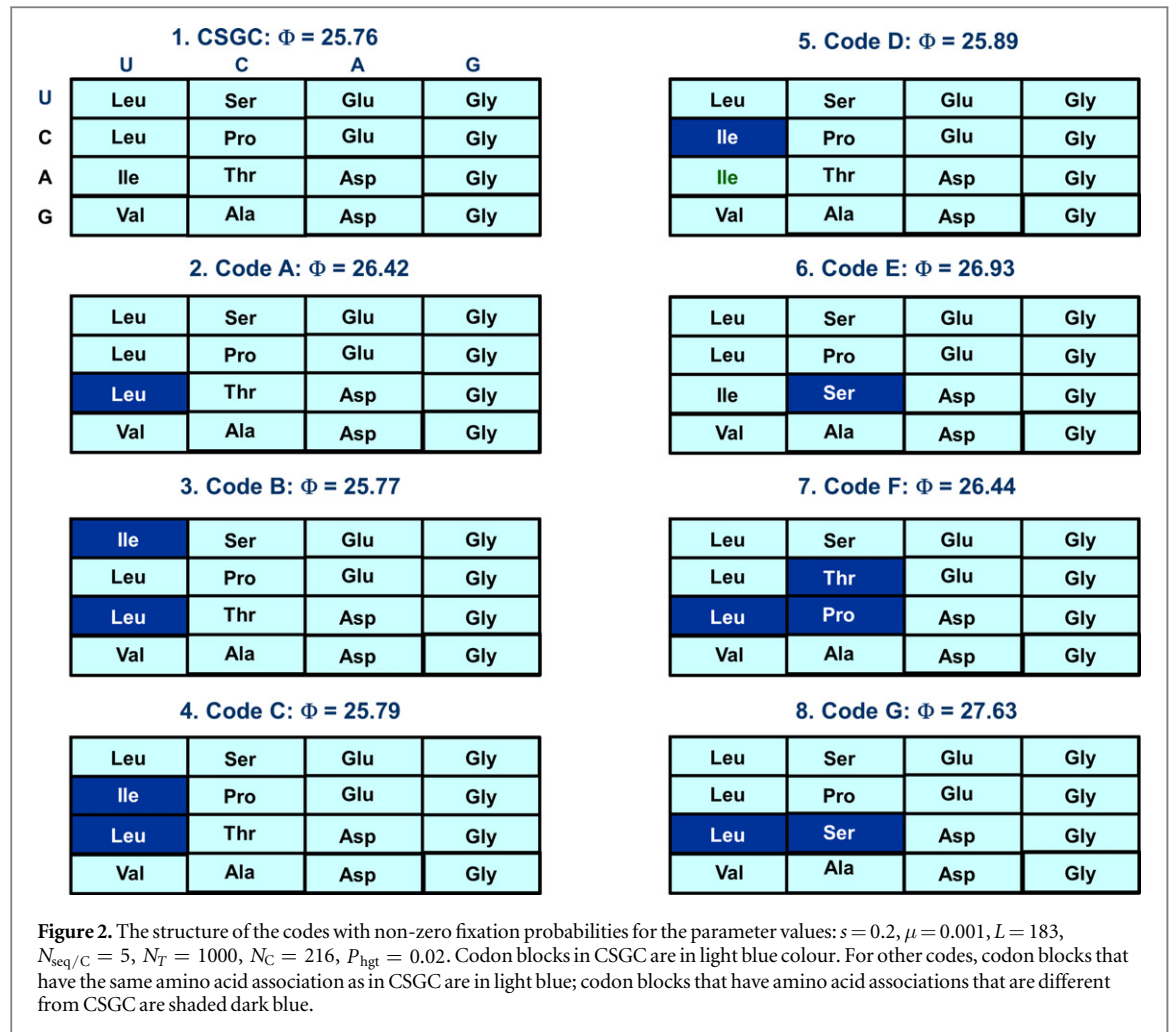 1. CSGC: Φ = 25.76
U C A G
U Leu Ser Glu Gly
C Leu Pro Glu Gly
A Ile Thr Asp Gly
G Val Ala Asp Gly
2. Code A: Φ = 26.42
Leu Ser Glu Gly
Leu Pro Glu Gly
Leu Thr Asp Gly
Val Ala Asp Gly
3. Code B: Φ = 25.77
Ile Ser Glu Gly
Leu Pro Glu Gly
Leu Thr Asp Gly
Val Ala Asp Gly
4. Code C: Φ = 25.79
Leu Ser Glu Gly
Ile Pro Glu Gly
Leu Thr Asp Gly
Val Ala Asp Gly
5. Code D: Φ = 25.89
Leu Ser Glu Gly
Ile Pro Glu Gly
Ile Thr Asp Gly
Val Ala Asp Gly
6. Code E: Φ = 26.93
Leu Ser Glu Gly
Leu Pro Glu Gly
Ile Ser Asp Gly
Val Ala Asp Gly
7. Code F: Φ = 26.44
Leu Ser Glu Gly
Leu Thr Glu Gly
Leu Pro Asp Gly
Val Ala Asp Gly
8. Code G: Φ = 27.63
Leu Ser Glu Gly
Leu Pro Glu Gly
Leu Ser Asp Gly
Val Ala Asp Gly
Figure 2. The structure of the codes with non-zero fixation probabilities for the parameter values: s = 0.2, μ = 0.001, L = 183,
N_seq/C = 5, N_T = 1000, N_C = 216, P_hgt = 0.02. Codon blocks in CSGC are in light blue colour. For other codes, codon blocks that
have the same amino acid association as in CSGC are in light blue; codon blocks that have amino acid associations that are different
from CSGC are shaded dark blue.